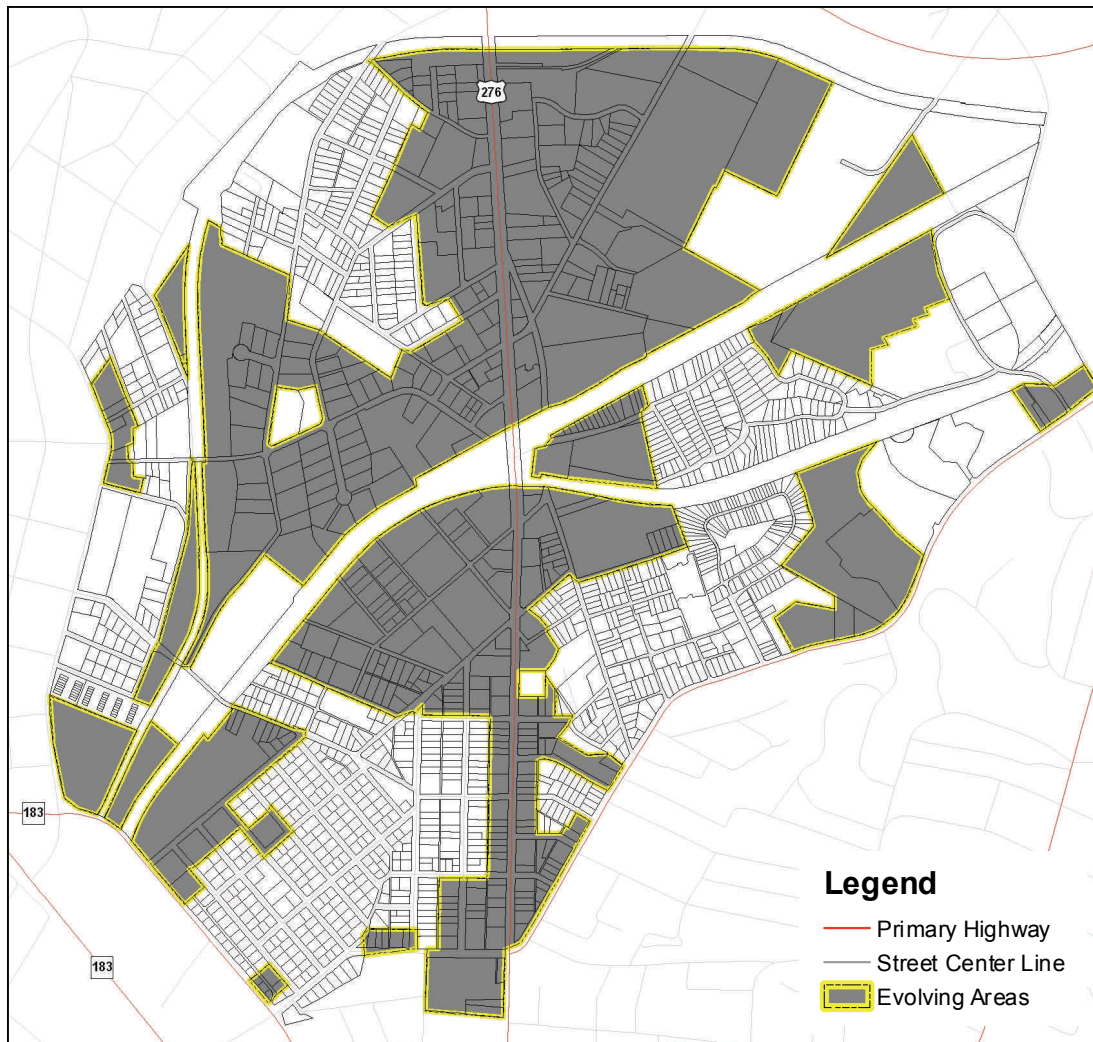 276
183
183
Legend
Primary Highway
Street Center Line
Evolving Areas